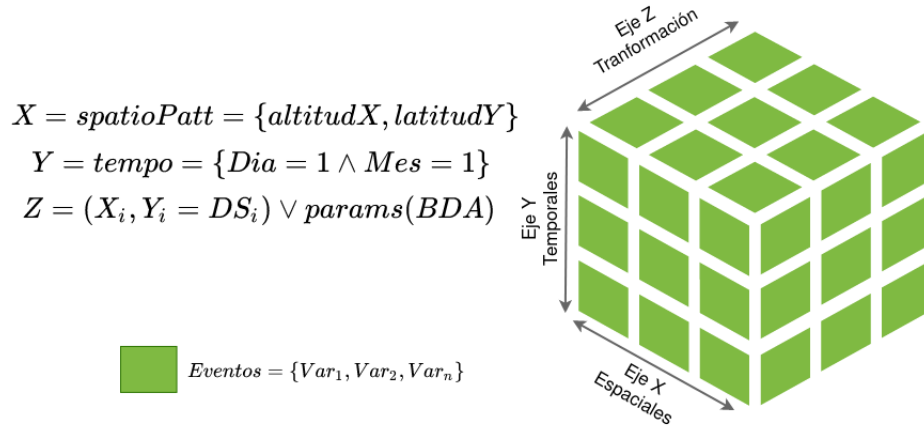 Eje Z
Tranformación
X = spatioPatt = {altitudX, latitudY}
Y = tempo = {Dia = 1 ∧ Mes = 1}
Z = (X_i, Y_i = DS_i) ∨ params(BDA)
Eje Y
Temporales
Eventos = {Var_1, Var_2, Var_n}
Eje X
Espaciales